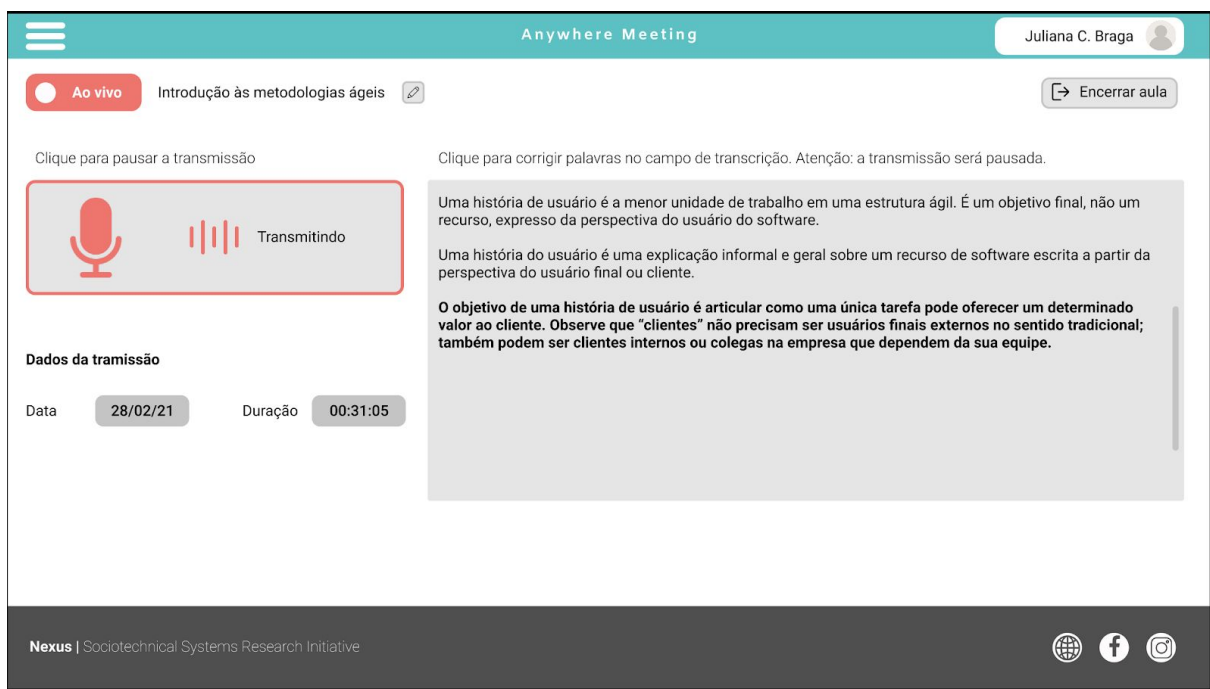 Anywhere Meeting
Juliana C. Braga
Ao vivo
Introdução às metodologias ágeis
Encerrar aula
Clique para pausar a transmissão
Transmitindo
Dados da tramissão
Data
28/02/21
Duração
00:31:05
Clique para corrigir palavras no campo de transcrição. Atenção: a transmissão será pausada.
Uma história de usuário é a menor unidade de trabalho em uma estrutura ágil. É um objetivo final, não um
recurso, expresso da perspectiva do usuário do software.
Uma história do usuário é uma explicação informal e geral sobre um recurso de software escrita a partir da
perspectiva do usuário final ou cliente.
O objetivo de uma história de usuário é articular como uma única tarefa pode oferecer um determinado
valor ao cliente. Observe que “clientes” não precisam ser usuários finais externos no sentido tradicional;
também podem ser clientes internos ou colegas na empresa que dependem da sua equipe.
Nexus | Sociotechnical Systems Research Initiative